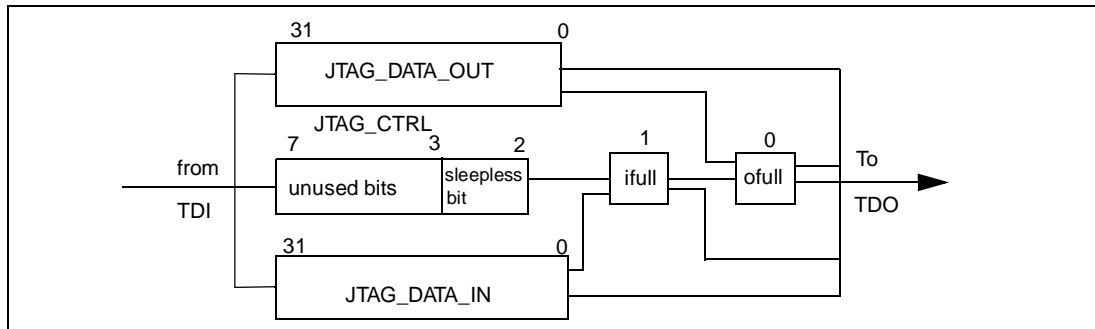 31 0
JTAG_DATA_OUT
JTAG_CTRL
7 3 2 1 0
from
TDI
unused bits
sleepless
bit
ifull
ofull
To
TDO
31 0
JTAG_DATA_IN